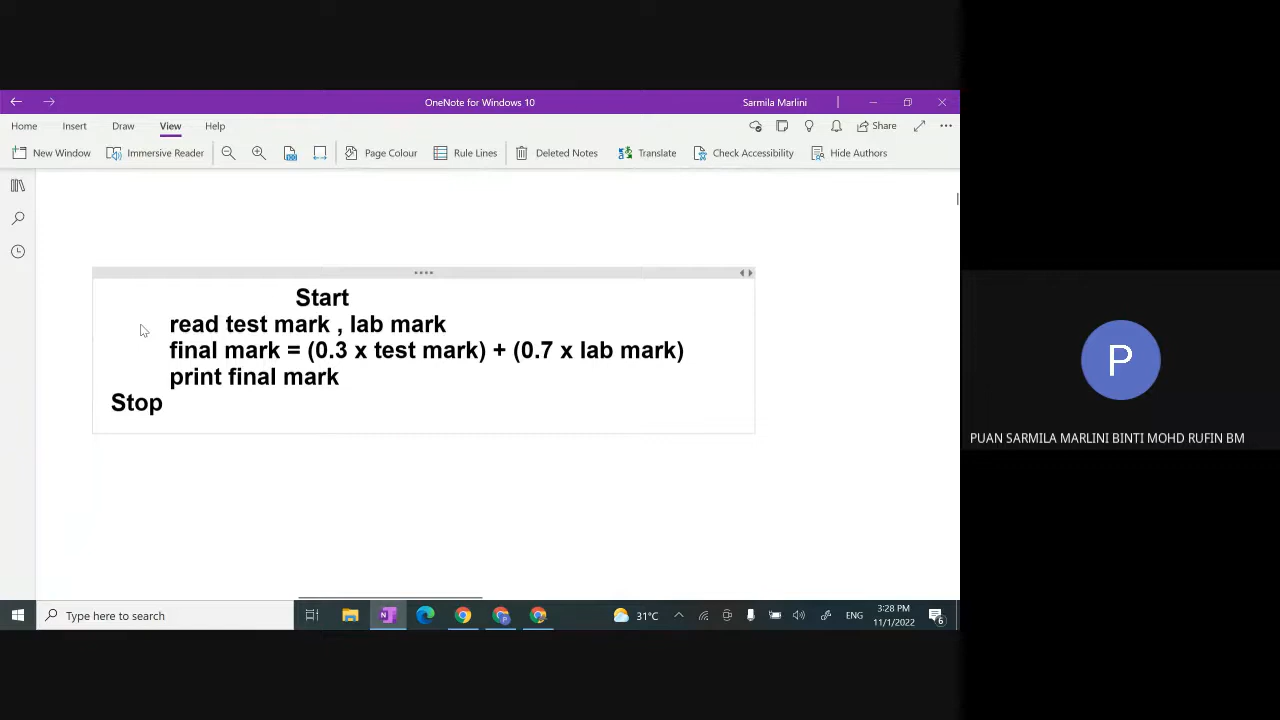 OneNote for Windows 10
Sarmila Marlini
Home Insert Draw View Help
Share
New Window Immersive Reader Page Colour Rule Lines Deleted Notes Translate Check Accessibility Hide Authors
Start
read test mark , lab mark
final mark = (0.3 x test mark) + (0.7 x lab mark)
print final mark
Stop
P
PUAN SARMILA MARLINI BINTI MOHD RUFIN BM
Type here to search
31°C
ENG
3:28 PM
11/1/2022
6